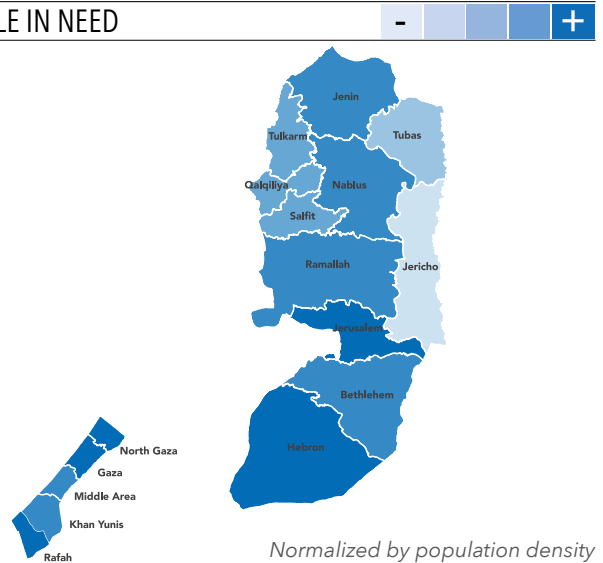 LE IN NEED
- +
Jenin
Tulkarm
Tubas
Qalqiliya
Nablus
Salfit
Ramallah
Jericho
Jerusalem
Bethlehem
Hebron
North Gaza
Gaza
Middle Area
Khan Yunis
Rafah
Normalized by population density